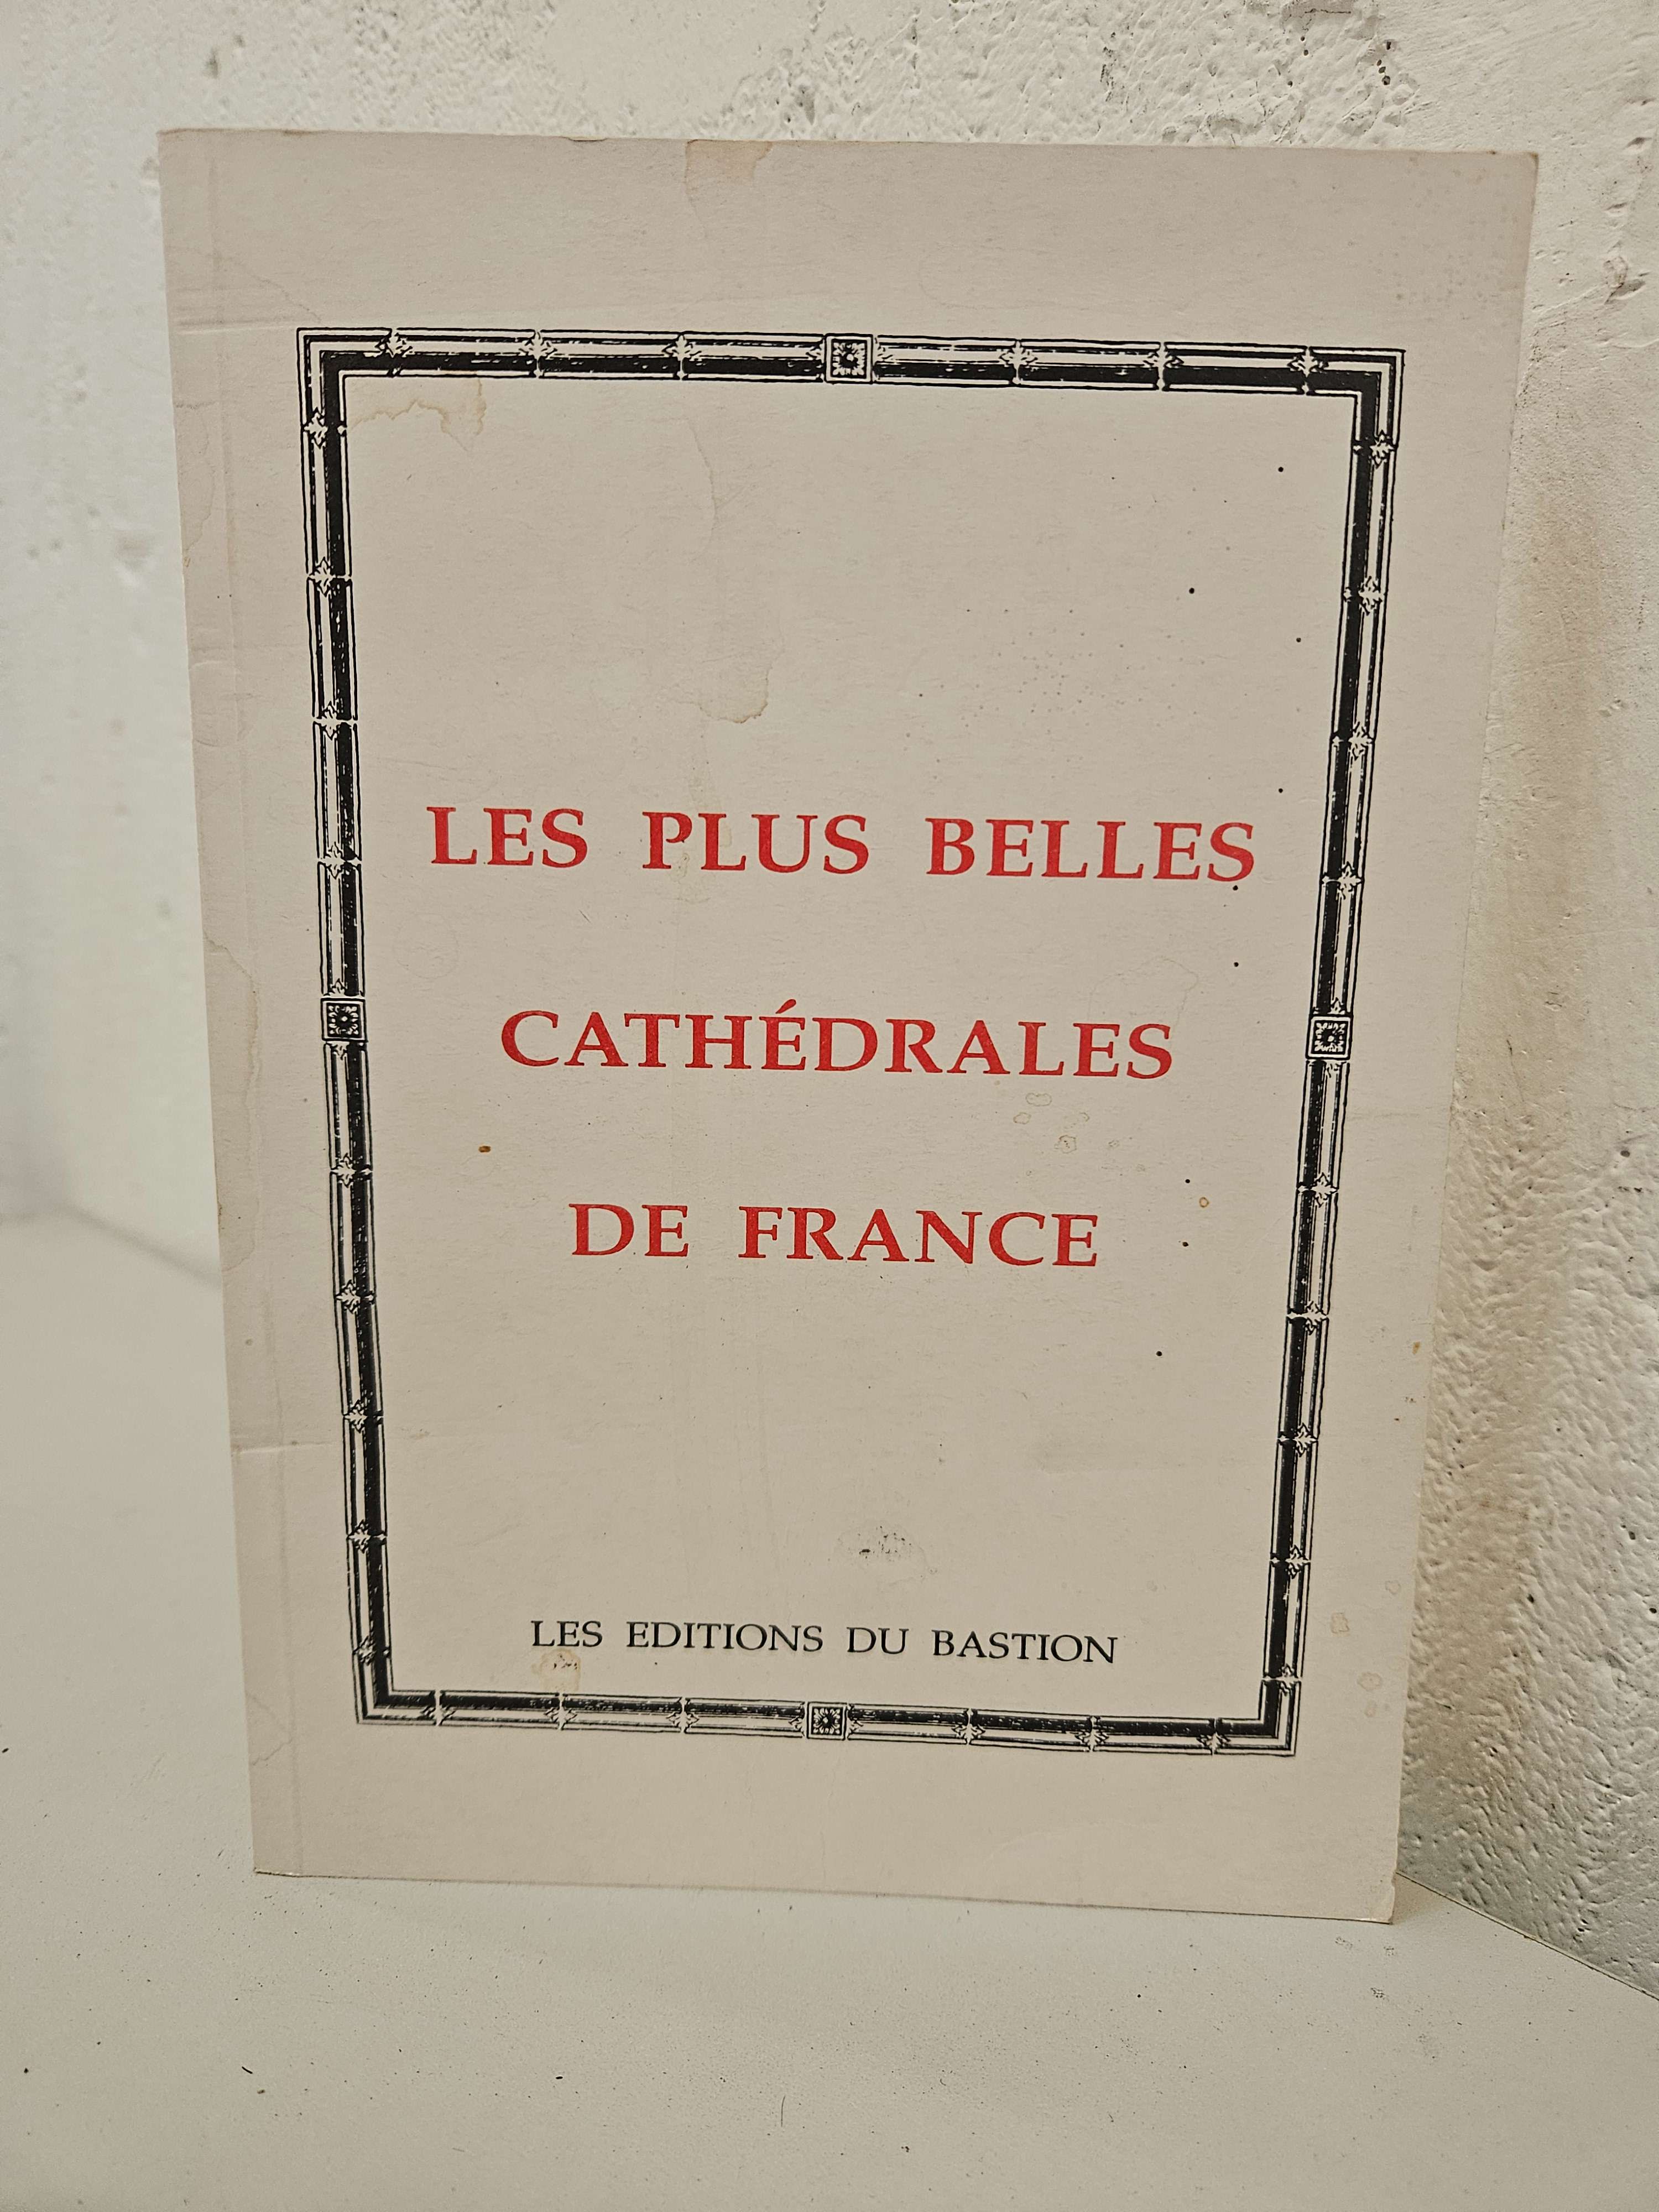 LES PLUS BELLES
CATHÉDRALES
DE FRANCE
LES EDITIONS DU BASTION